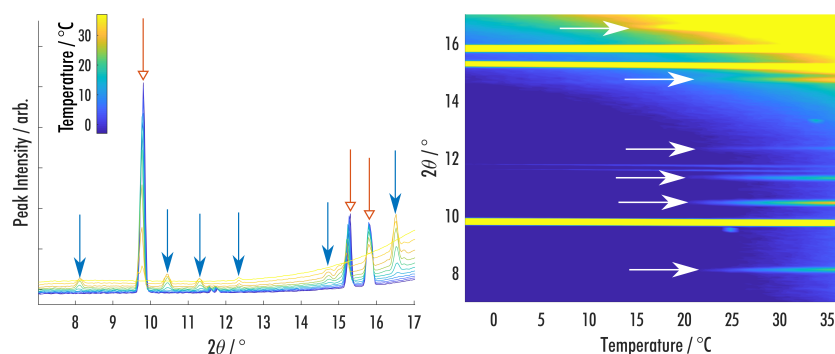 30
20
10
0
Temperature / °C
Peak Intensity / arb.
8 9 10 11 12 13 14 15 16 17
2θ / °
16
14
12
10
8
2θ / °
0 5 10 15 20 25 30 35
Temperature / °C